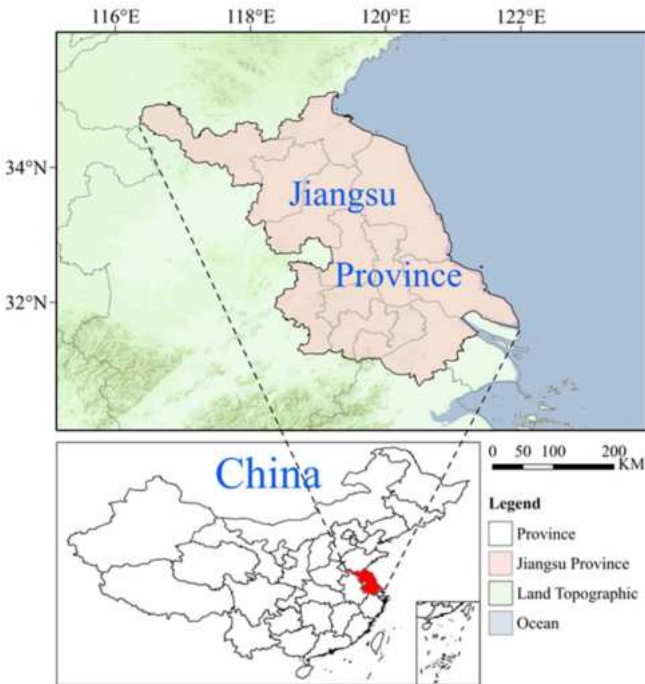 116°E 118°E 120°E 122°E
34°N
Jiangsu
Province
32°N
China
0 50 100 200
KM
Legend
Province
Jiangsu Province
Land Topographic
Ocean